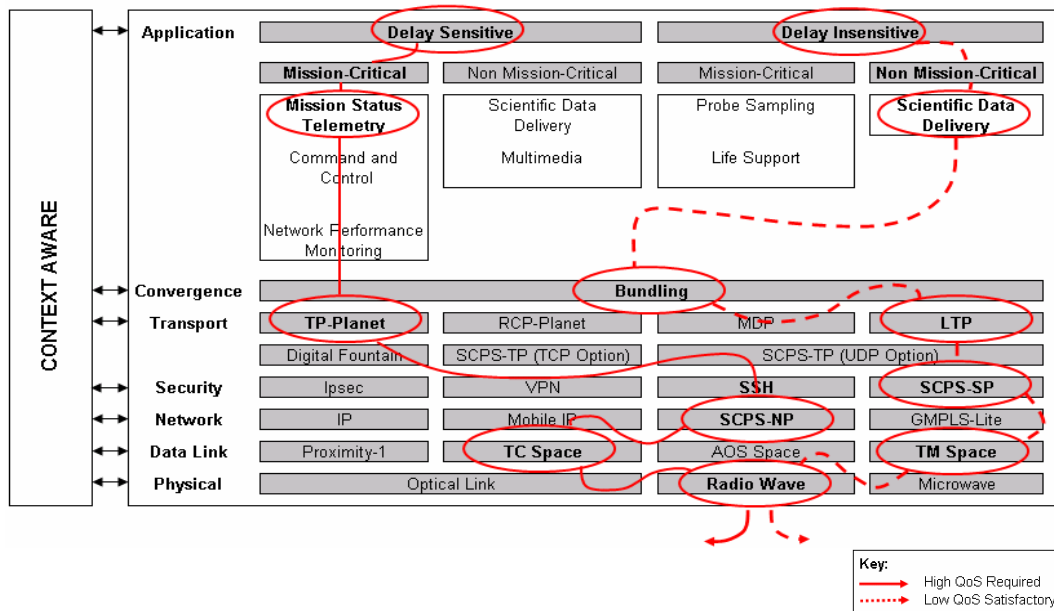 CONTEXT AWARE
Application
Delay Sensitive
Delay Insensitive
Mission-Critical
Non Mission-Critical
Mission-Critical
Non Mission-Critical
Mission Status
Telemetry
Command and
Control
Network Performance
Monitoring
Scientific Data
Delivery
Multimedia
Probe Sampling
Life Support
Scientific Data
Delivery
Convergence
Bundling
Transport
TP-Planet
RCP-Planet
MDP
LTP
Digital Fountain
SCPS-TP (TCP Option)
SCPS-TP (UDP Option)
Security
Ipsec
VPN
SSH
SCPS-SP
Network
IP
Mobile IP
SCPS-NP
GMPLS-Lite
Data Link
Proximity-1
TC Space
AOS Space
TM Space
Physical
Optical Link
Radio Wave
Microwave
Key:
High QoS Required
Low QoS Satisfactory